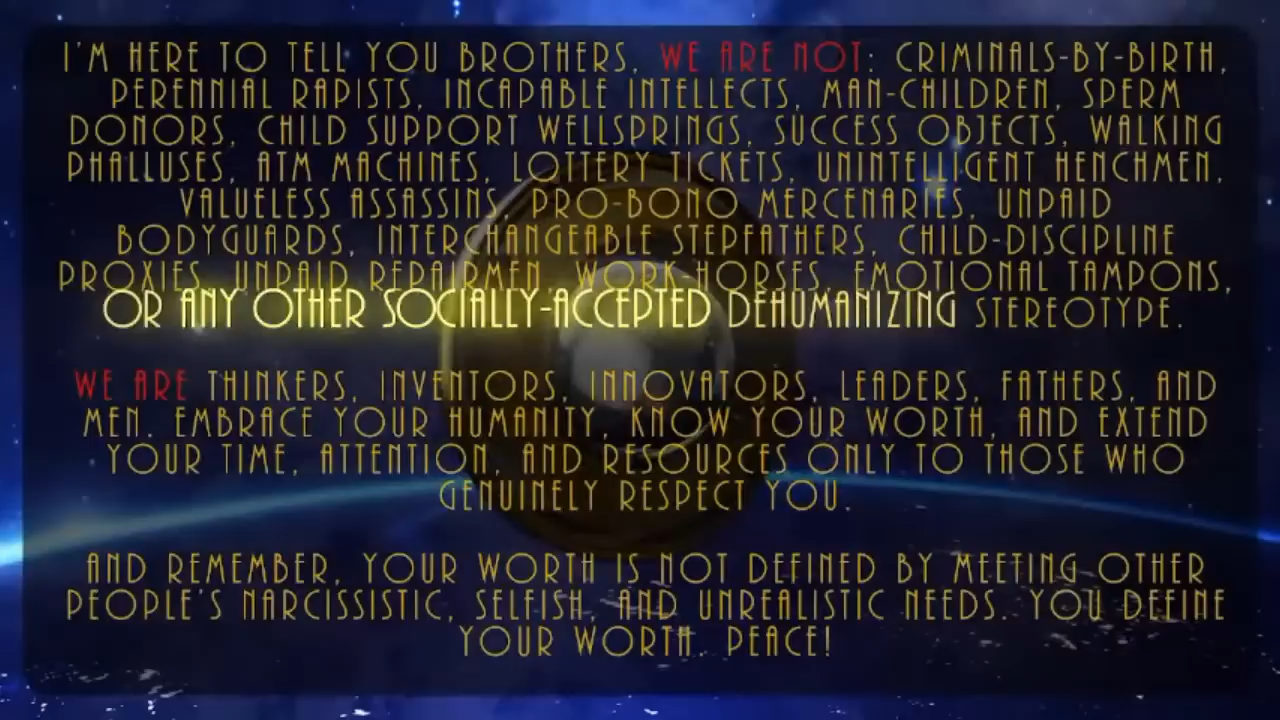 I'M HERE TO TELL YOU BROTHERS, WE ARE NOT: CRIMINALS-BY-BIRTH,
PERENNIAL RAPISTS, INCAPABLE INTELLECTS, MAN-CHILDREN, SPERM
DONORS, CHILD SUPPORT WELLSPRINGS, SUCCESS OBJECTS, WALKING
PHALLUSES, ATM MACHINES, LOTTERY TICKETS, UNINTELLIGENT HENCHMEN,
VALUELESS ASSASSINS, PRO-BONO MERCENARIES, UNPAID
BODYGUARDS, INTERCHANGEABLE STEPFATHERS, CHILD-DISCIPLINE
PROXIES, UNPAID REPAIRMEN, WORK HORSES, EMOTIONAL TAMPONS,
OR ANY OTHER SOCIALLY-ACCEPTED DEHUMANIZING STEREOTYPE.
WE ARE THINKERS, INVENTORS, INNOVATORS, LEADERS, FATHERS, AND
MEN. EMBRACE YOUR HUMANITY, KNOW YOUR WORTH, AND EXTEND
YOUR TIME, ATTENTION, AND RESOURCES ONLY TO THOSE WHO
GENUINELY RESPECT YOU.
AND REMEMBER, YOUR WORTH IS NOT DEFINED BY MEETING OTHER
PEOPLE'S NARCISSISTIC, SELFISH, AND UNREALISTIC NEEDS. YOU DEFINE
YOUR WORTH. PEACE!